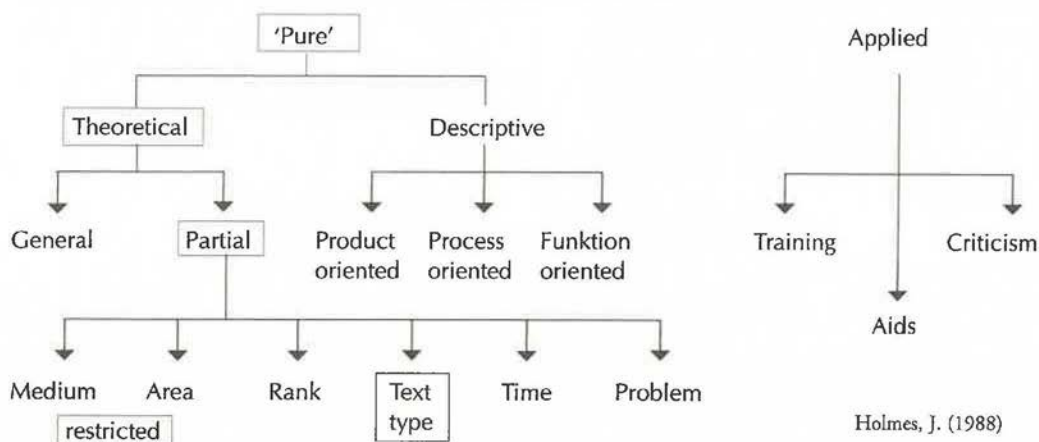 'Pure'
Applied
Theoretical
Descriptive
General
Partial
Product
oriented
Process
oriented
Funktion
oriented
Training
Criticism
Aids
Medium
Area
Rank
Text
type
Time
Problem
restricted
Holmes, J. (1988)